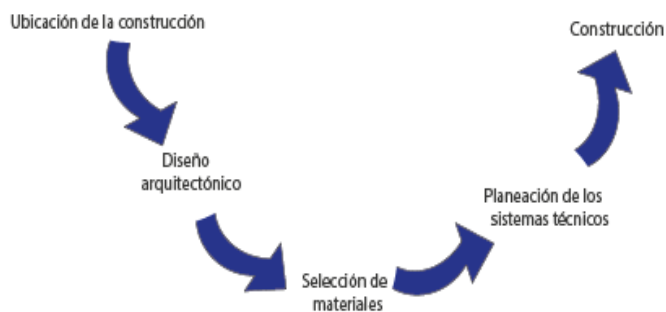 Ubicación de la construcción
Diseño
arquitectónico
Selección de
materiales
Planeación de los
sistemas técnicos
Construcción